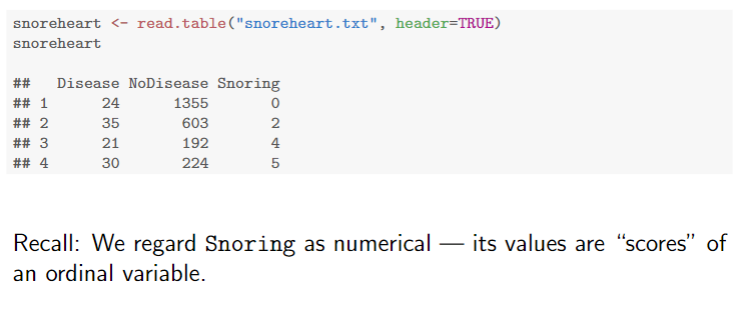 snoreheart <- read.table("snoreheart.txt", header=TRUE)
snoreheart
##   Disease NoDisease Snoring
## 1      24      1355       0
## 2      35       603       2
## 3      21       192       4
## 4      30       224       5
Recall: We regard Snoring as numerical — its values are “scores” of
an ordinal variable.